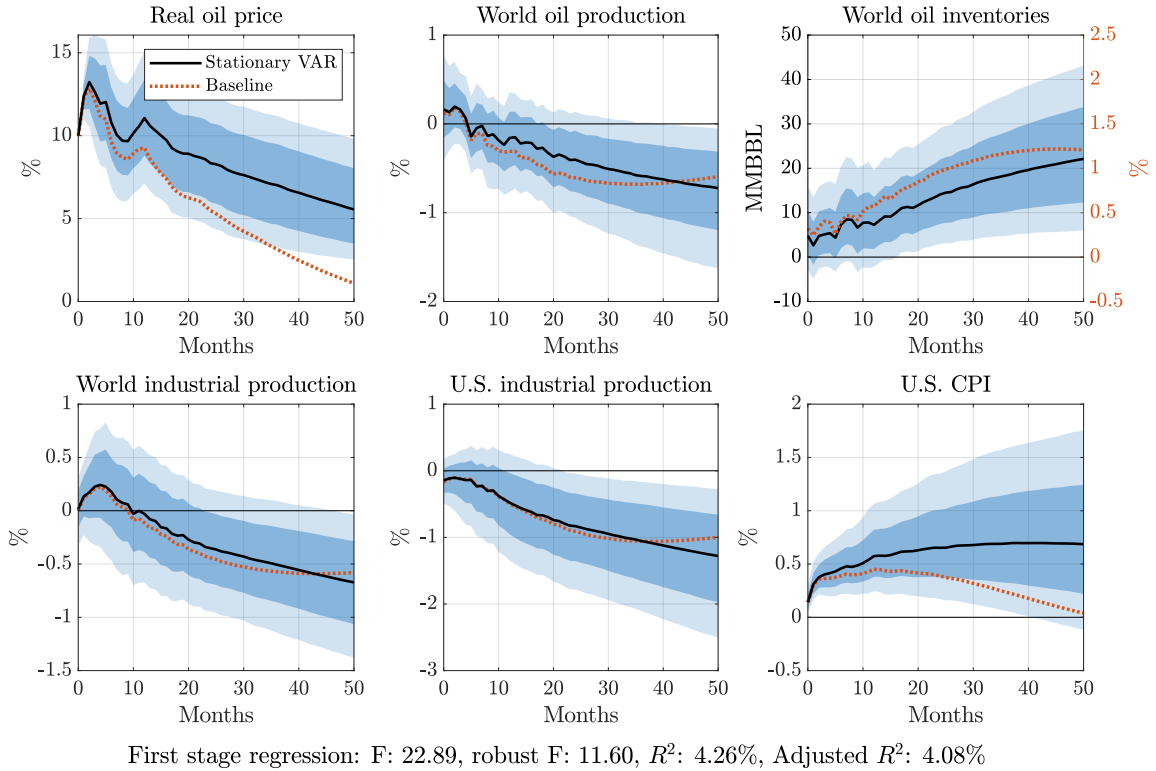 Real oil price
World oil production
World oil inventories
15
10
5
0
%
0 10 20 30 40 50
Months
Stationary VAR
Baseline
1
0
-1
-2
%
0 10 20 30 40 50
Months
50
40
30
20
10
0
-10
MMBBL
2.5
2
1.5
1
0.5
0
-0.5
%
0 10 20 30 40 50
Months
World industrial production
U.S. industrial production
U.S. CPI
1
0.5
0
-0.5
-1
-1.5
%
0 10 20 30 40 50
Months
1
0
-1
-2
-3
%
0 10 20 30 40 50
Months
2
1.5
1
0.5
0
-0.5
%
0 10 20 30 40 50
Months
First stage regression: F: 22.89, robust F: 11.60, R²: 4.26%, Adjusted R²: 4.08%